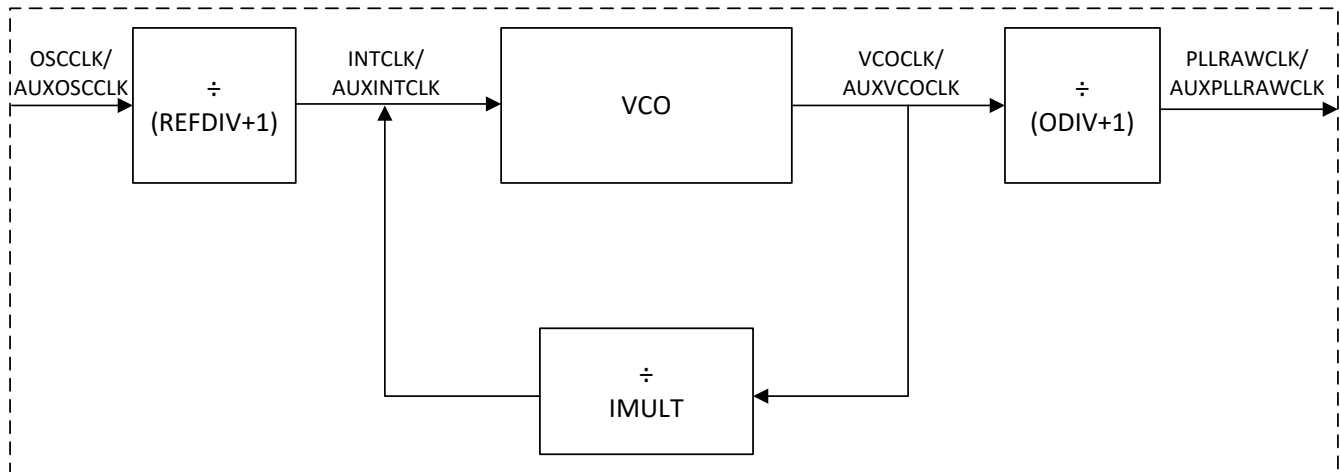 OSCCLK/
AUXOSCCLK
÷
(REFDIV+1)
INTCLK/
AUXINTCLK
VCO
VCOCLK/
AUXVCOCLK
÷
(ODIV+1)
PLLRAWCLK/
AUXPLLRAWCLK
÷
IMULT